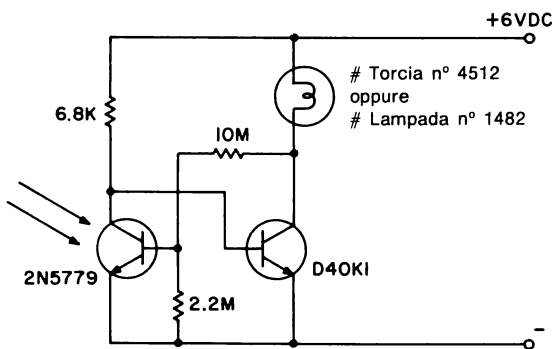 +6VDC
# Torcia nº 4512
oppure
# Lampada nº 1482
6.8K
10M
2N5779
D40K1
2.2M
-